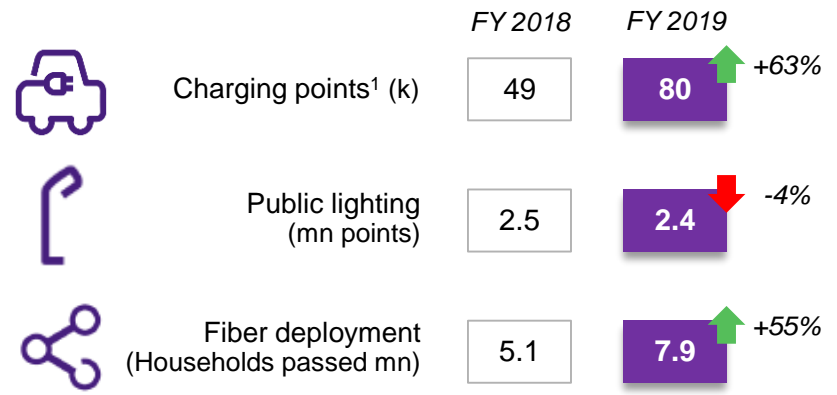 FY 2018 FY 2019
Charging points¹ (k) 49 80 +63%
Public lighting
(mn points) 2.5 2.4 -4%
Fiber deployment
(Households passed mn) 5.1 7.9 +55%